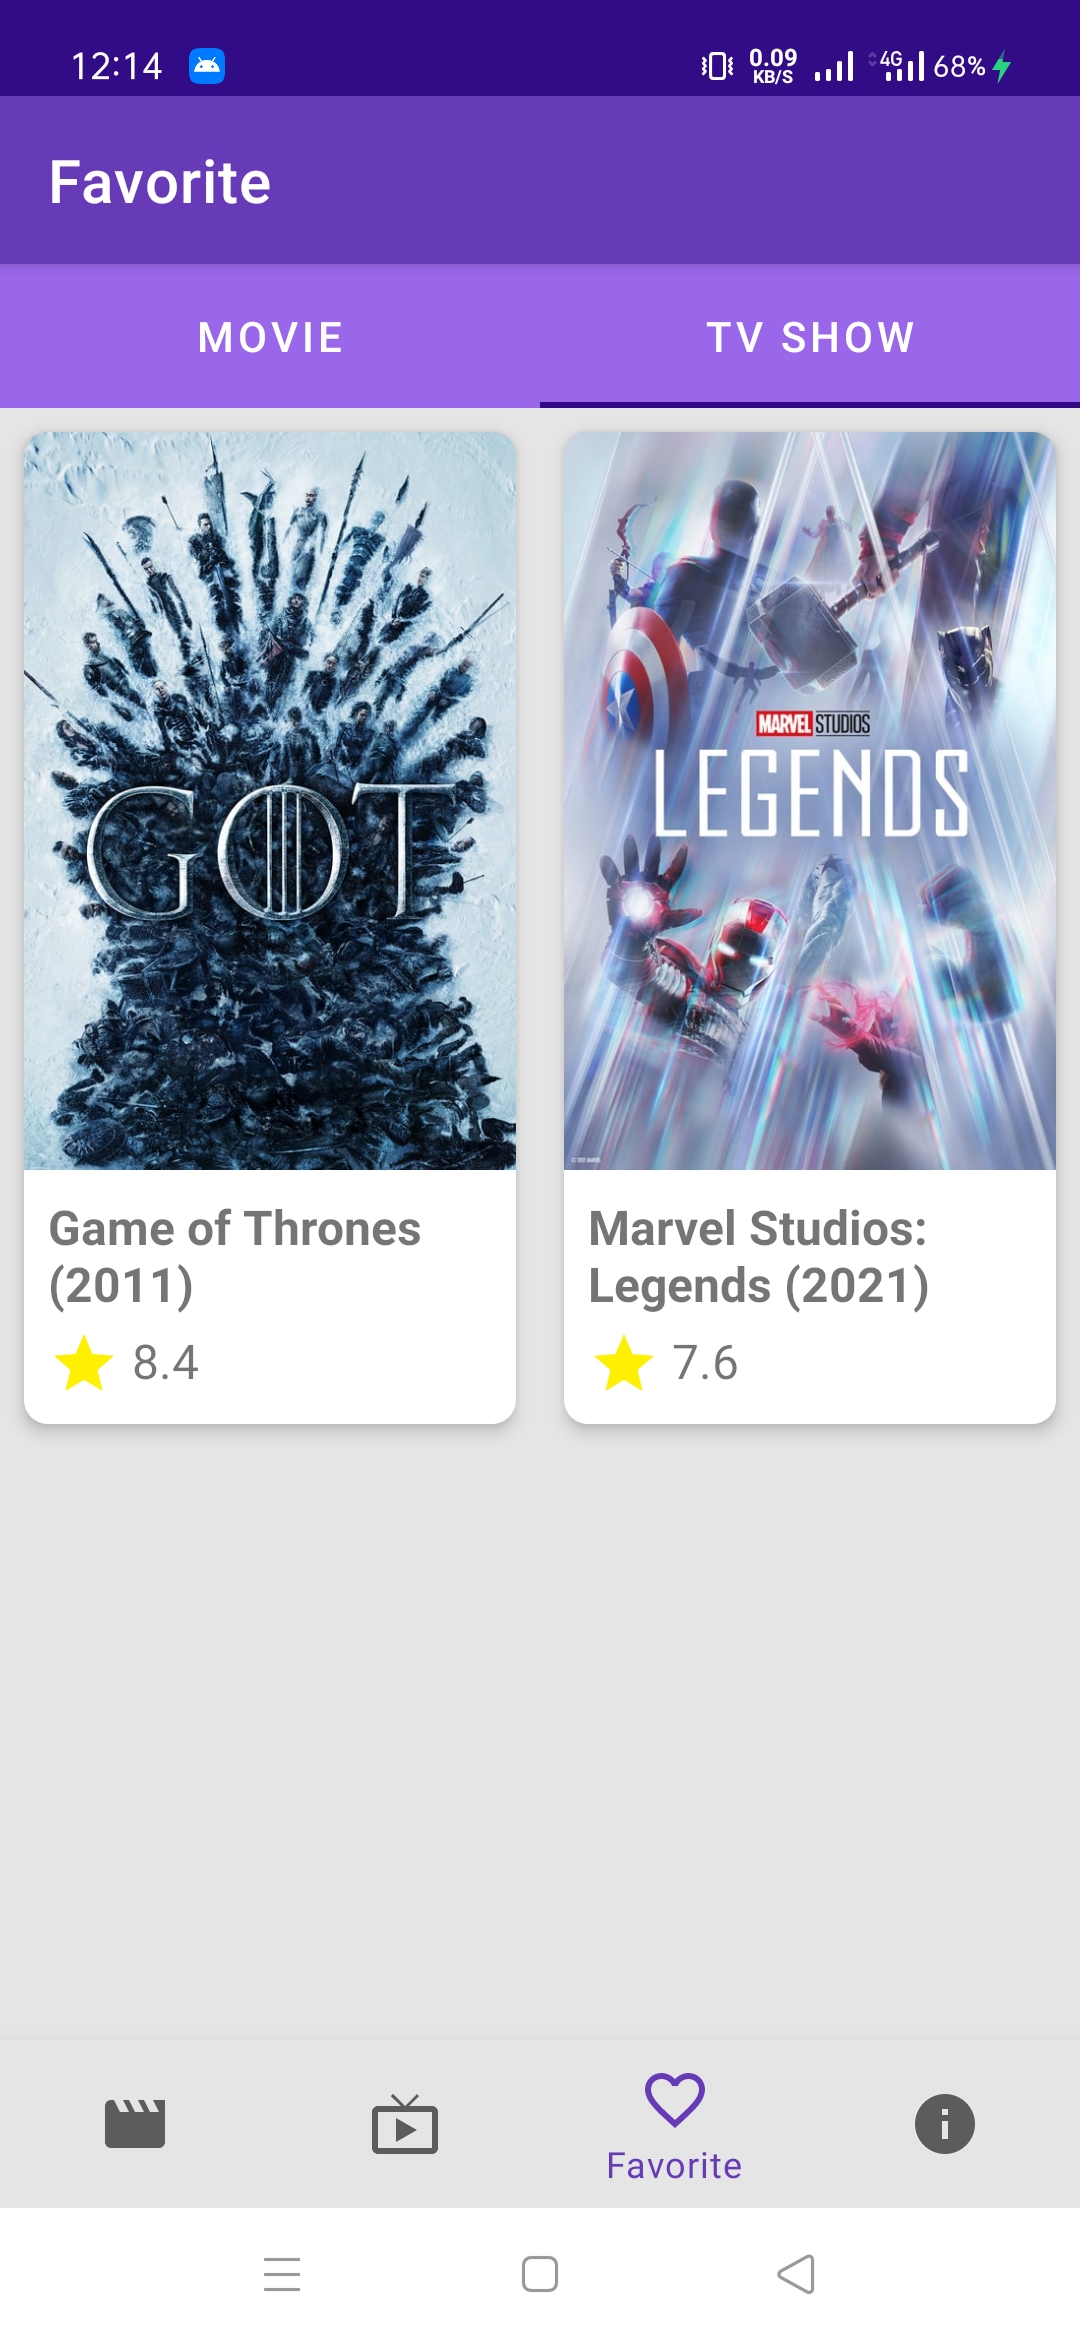 12:14
0.09
KB/S
4G
68%
Favorite
MOVIE
TV SHOW
GOT
MARVEL STUDIOS
LEGENDS
Game of Thrones
(2011)
8.4
Marvel Studios:
Legends (2021)
7.6
Favorite